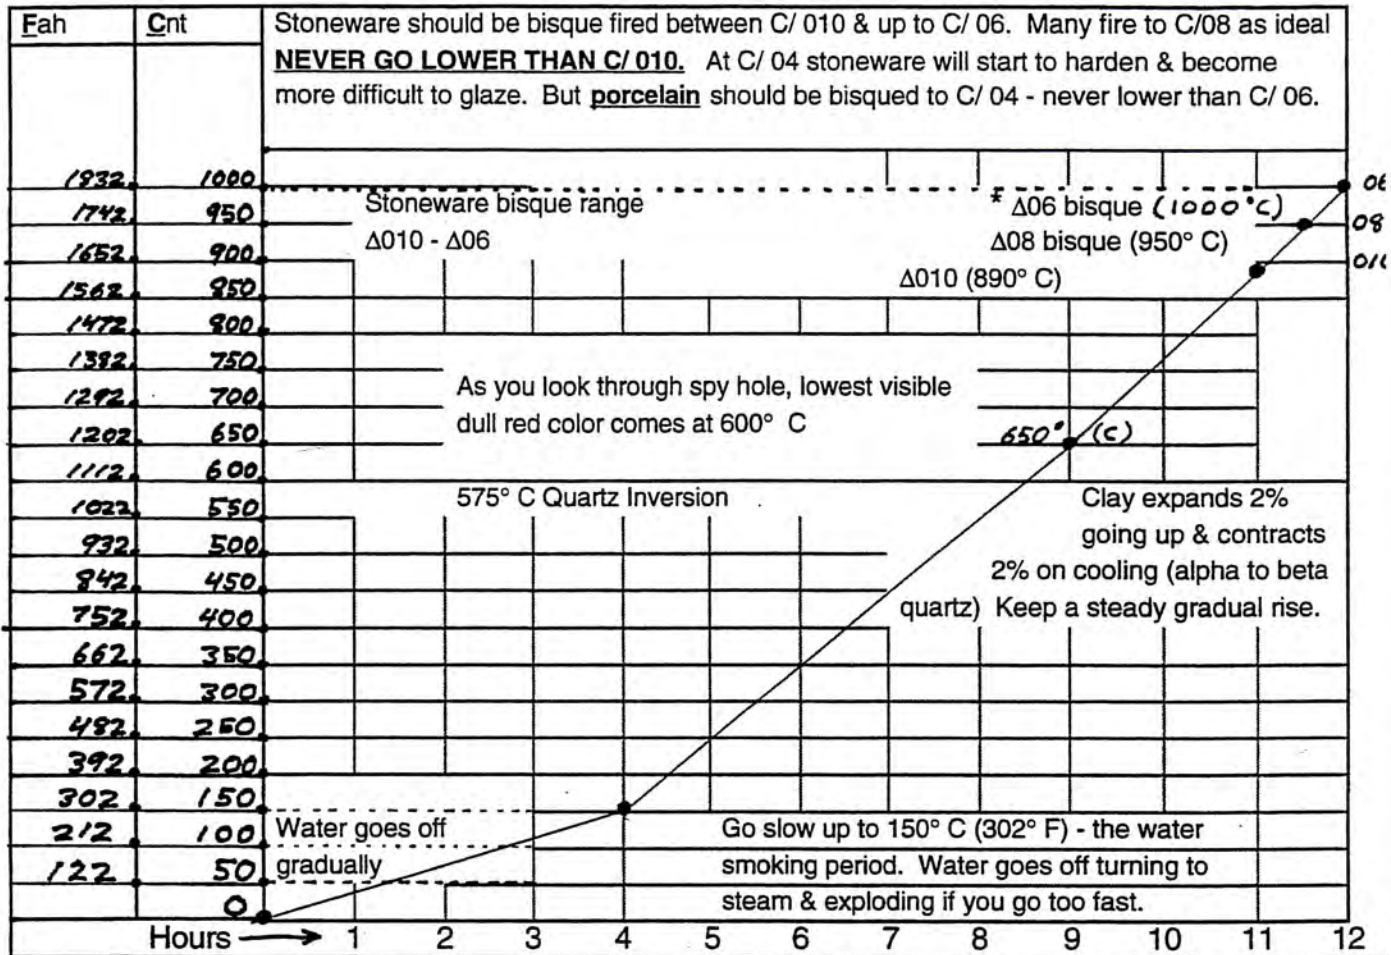 Fah Cnt
Stoneware should be bisque fired between C/ 010 & up to C/ 06. Many fire to C/08 as ideal
NEVER GO LOWER THAN C/ 010. At C/ 04 stoneware will start to harden & become
more difficult to glaze. But porcelain should be bisqued to C/ 04 - never lower than C/ 06.
1832 1000
06
Stoneware bisque range
* Δ06 bisque (1000°C)
1742 950
08
Δ010 - Δ06
Δ08 bisque (950° C)
1652 900
010
Δ010 (890° C)
1562 850
1472 800
1382 750
As you look through spy hole, lowest visible
1292 700
dull red color comes at 600° C
1202 650
650° (C)
1112 600
575° C Quartz Inversion
Clay expands 2%
1022 550
going up & contracts
932 500
2% on cooling (alpha to beta
842 450
quartz) Keep a steady gradual rise.
752 400
662 350
572 300
482 250
392 200
302 150
Water goes off
Go slow up to 150° C (302° F) - the water
212 100
gradually
smoking period. Water goes off turning to
122 50
steam & exploding if you go too fast.
0
Hours 1 2 3 4 5 6 7 8 9 10 11 12